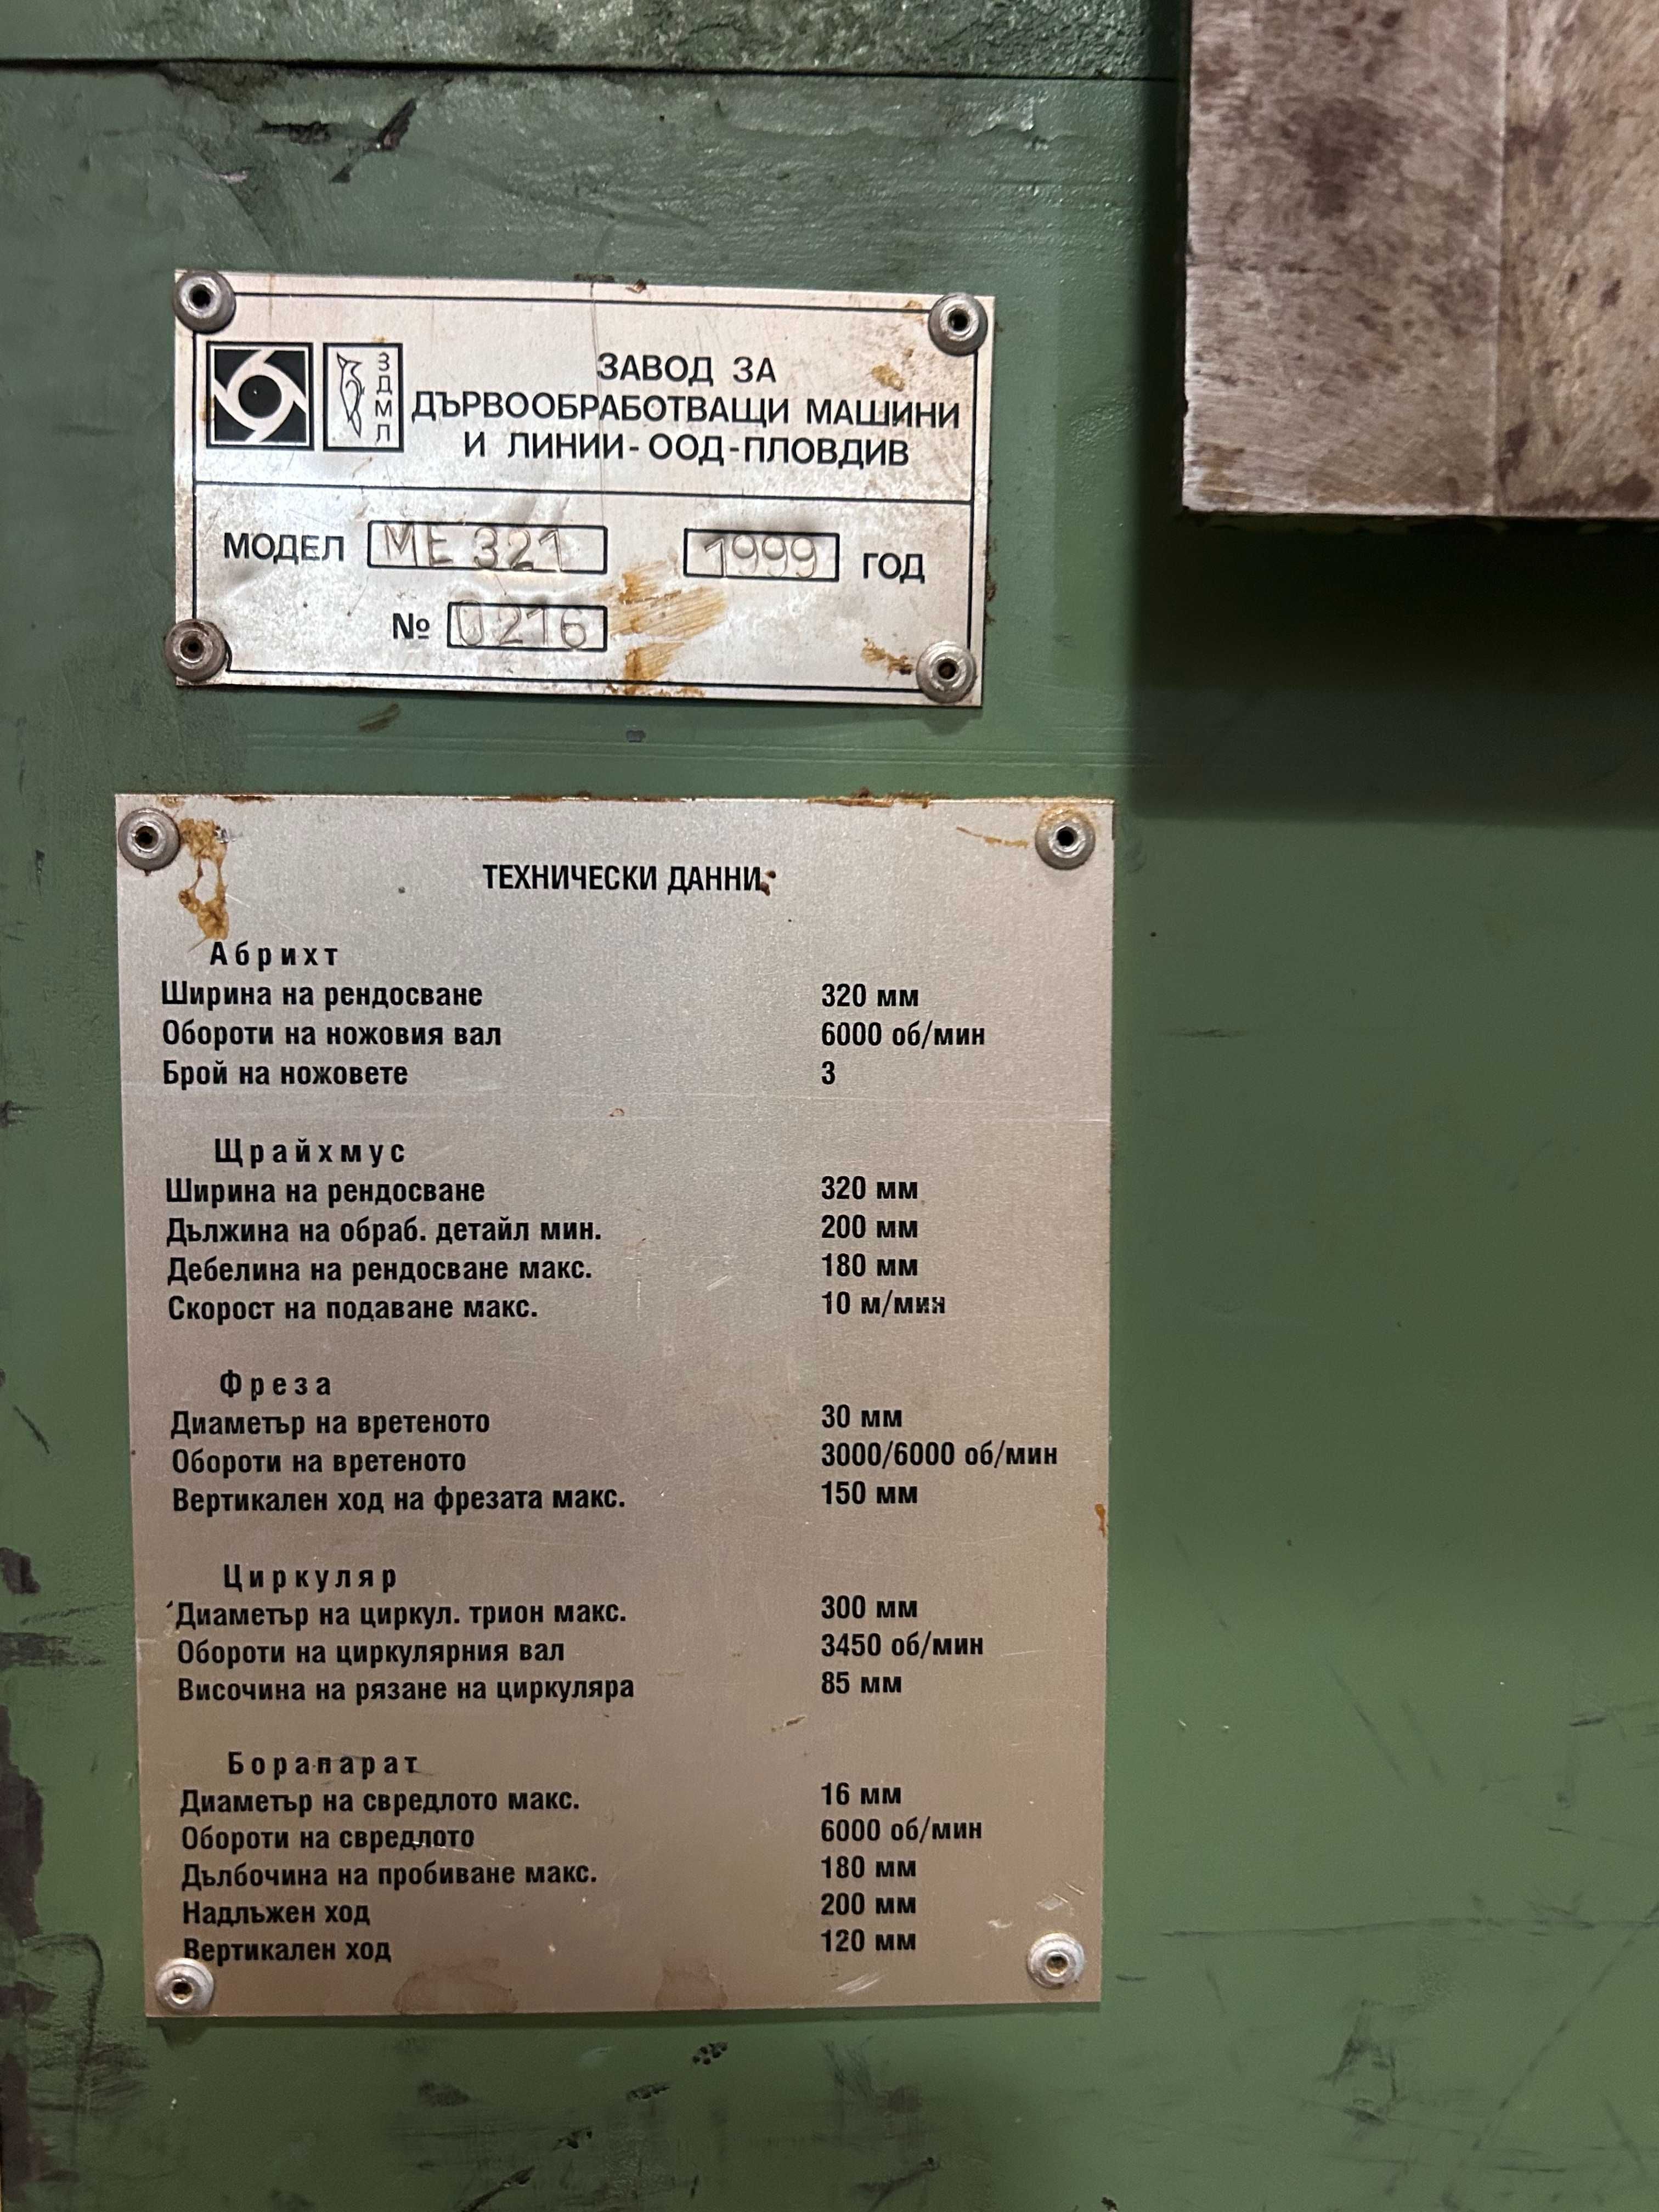 ЗДМЛ
ЗАВОД ЗА
ДЪРВООБРАБОТВАЩИ МАШИНИ
И ЛИНИИ-ООД-ПЛОВДИВ
МОДЕЛ МЕ 321 1999 ГОД
№ 0216
ТЕХНИЧЕСКИ ДАННИ
Абрихт
Ширина на рендосване 320 мм
Обороти на ножовия вал 6000 об/мин
Брой на ножовете 3
Щрайхмус
Ширина на рендосване 320 мм
Дължина на обраб. детайл мин. 200 мм
Дебелина на рендосване макс. 180 мм
Скорост на подаване макс. 10 м/мин
Фреза
Диаметър на вретеното 30 мм
Обороти на вретеното 3000/6000 об/мин
Вертикален ход на фрезата макс. 150 мм
Циркуляр
Диаметър на циркул. трион макс. 300 мм
Обороти на циркулярния вал 3450 об/мин
Височина на рязане на циркуляра 85 мм
Борапарат
Диаметър на свредлото макс. 16 мм
Обороти на свредлото 6000 об/мин
Дълбочина на пробиване макс. 180 мм
Надлъжен ход 200 мм
Вертикален ход 120 мм